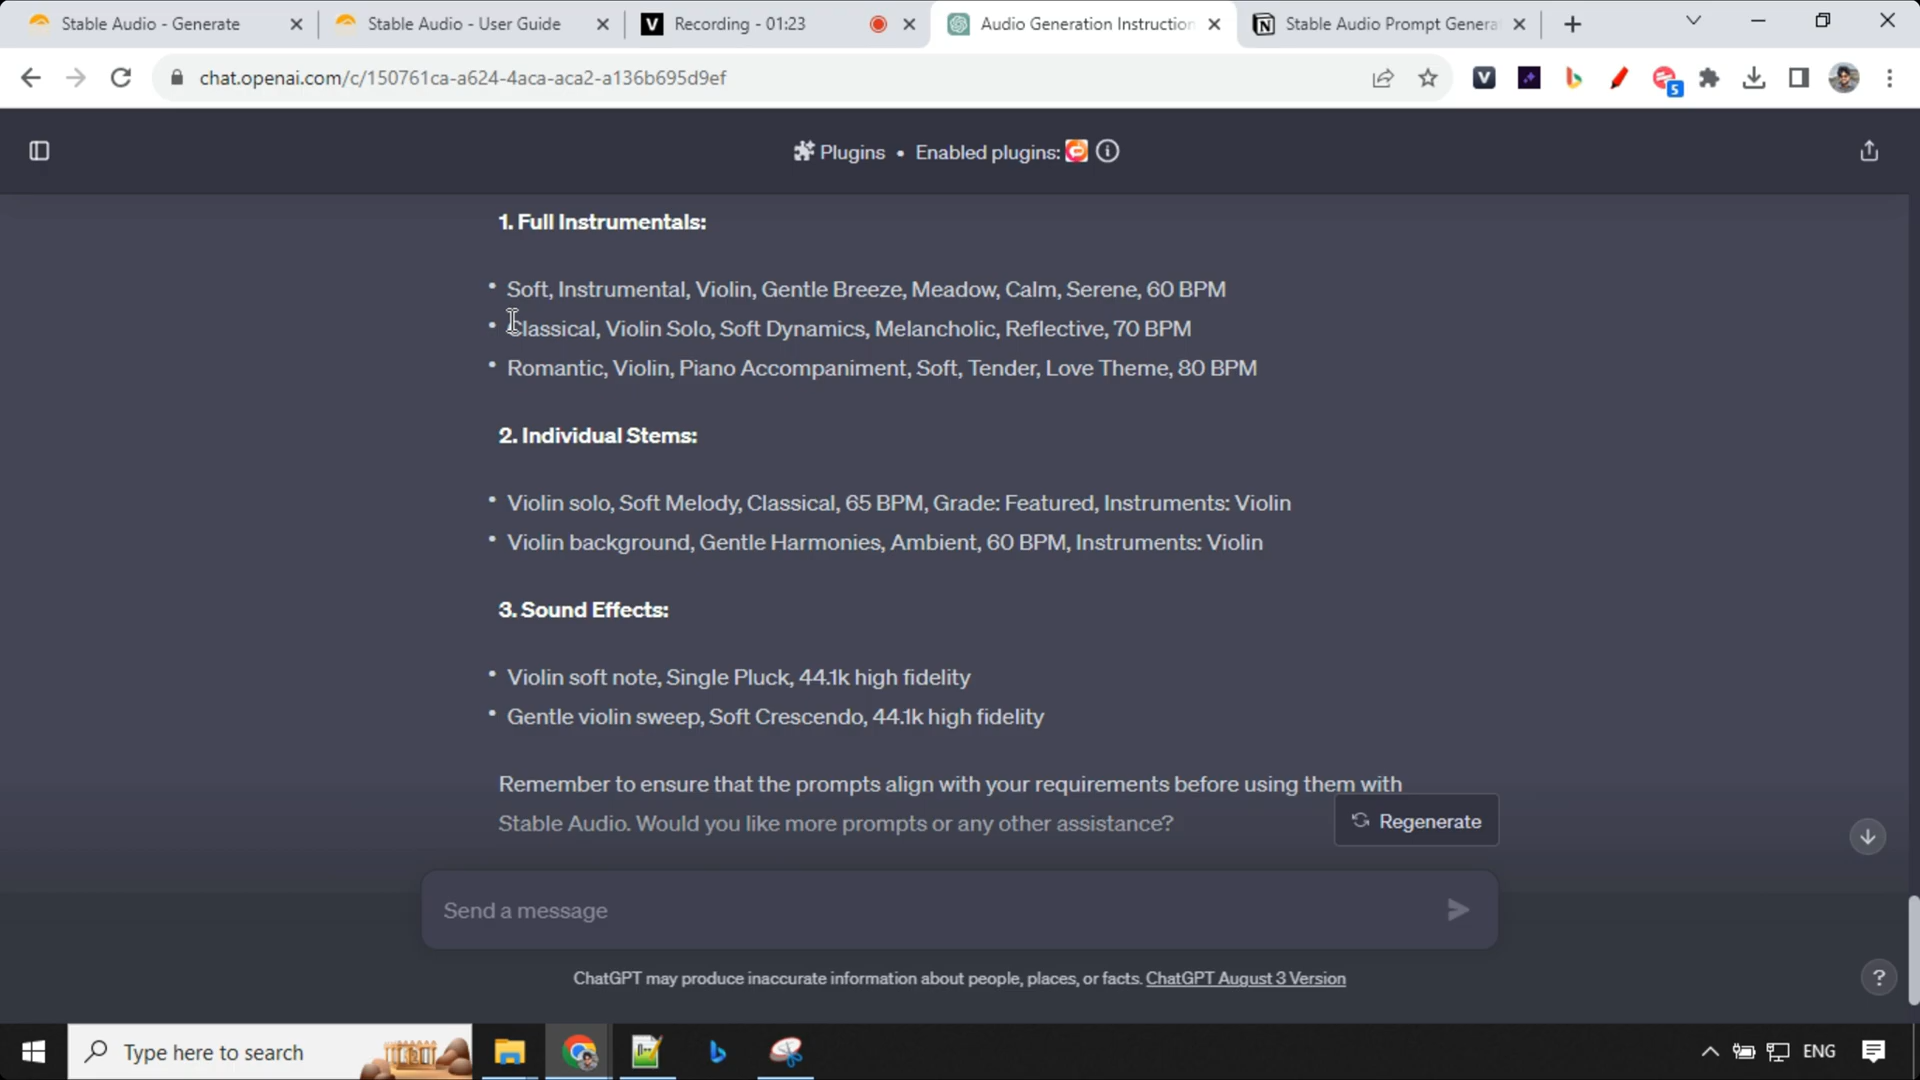 Stable Audio - Generate
Stable Audio - User Guide
Recording - 01:23
Audio Generation Instruction
Stable Audio Prompt Genera
chat.openai.com/c/150761ca-a624-4aca-aca2-a136b695d9ef
5
Plugins • Enabled plugins:
1. Full Instrumentals:
• Soft, Instrumental, Violin, Gentle Breeze, Meadow, Calm, Serene, 60 BPM
• Classical, Violin Solo, Soft Dynamics, Melancholic, Reflective, 70 BPM
• Romantic, Violin, Piano Accompaniment, Soft, Tender, Love Theme, 80 BPM
2. Individual Stems:
• Violin solo, Soft Melody, Classical, 65 BPM, Grade: Featured, Instruments: Violin
• Violin background, Gentle Harmonies, Ambient, 60 BPM, Instruments: Violin
3. Sound Effects:
• Violin soft note, Single Pluck, 44.1k high fidelity
• Gentle violin sweep, Soft Crescendo, 44.1k high fidelity
Remember to ensure that the prompts align with your requirements before using them with
Stable Audio. Would you like more prompts or any other assistance?
Regenerate
Send a message
ChatGPT may produce inaccurate information about people, places, or facts. ChatGPT August 3 Version
?
Type here to search
ENG